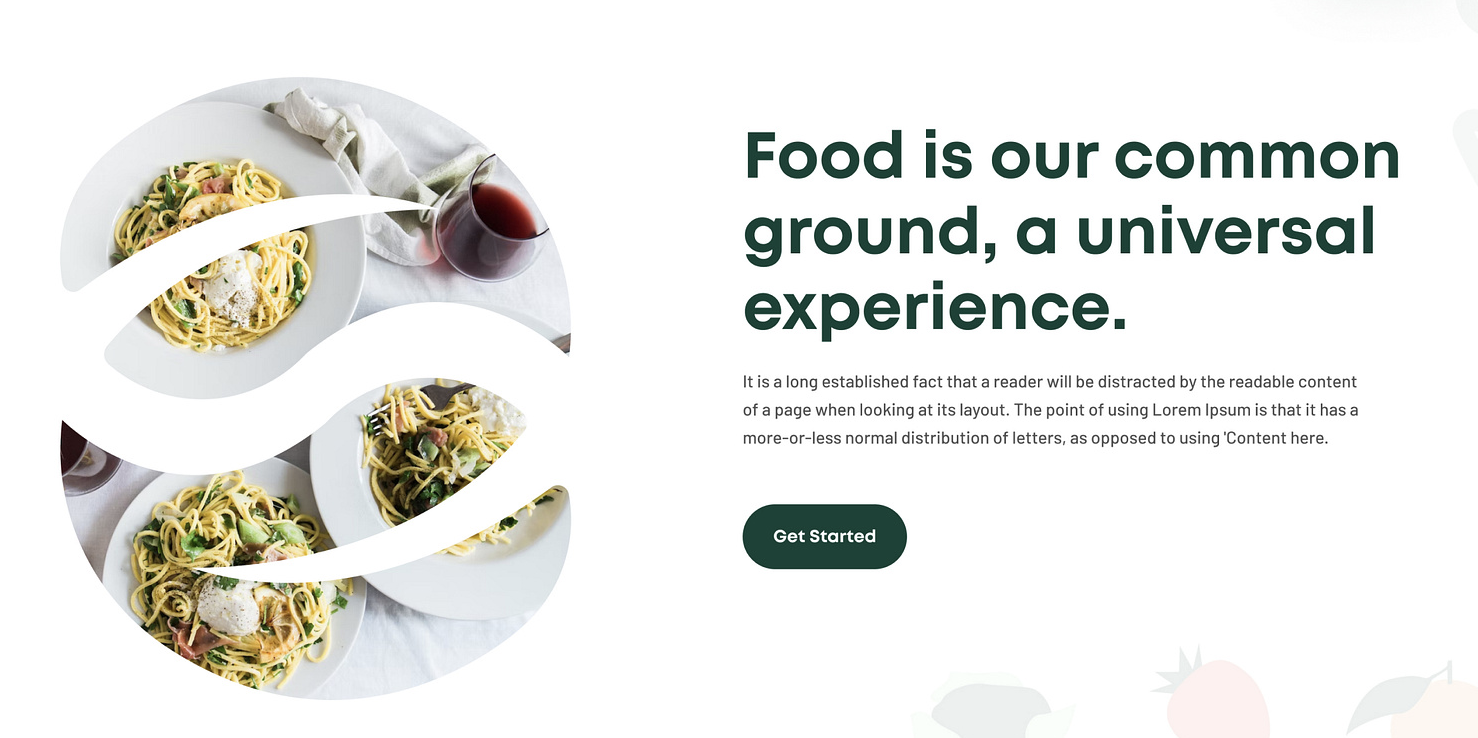 Food is our common
ground, a universal
experience.
It is a long established fact that a reader will be distracted by the readable content
of a page when looking at its layout. The point of using Lorem Ipsum is that it has a
more-or-less normal distribution of letters, as opposed to using 'Content here.
Get Started